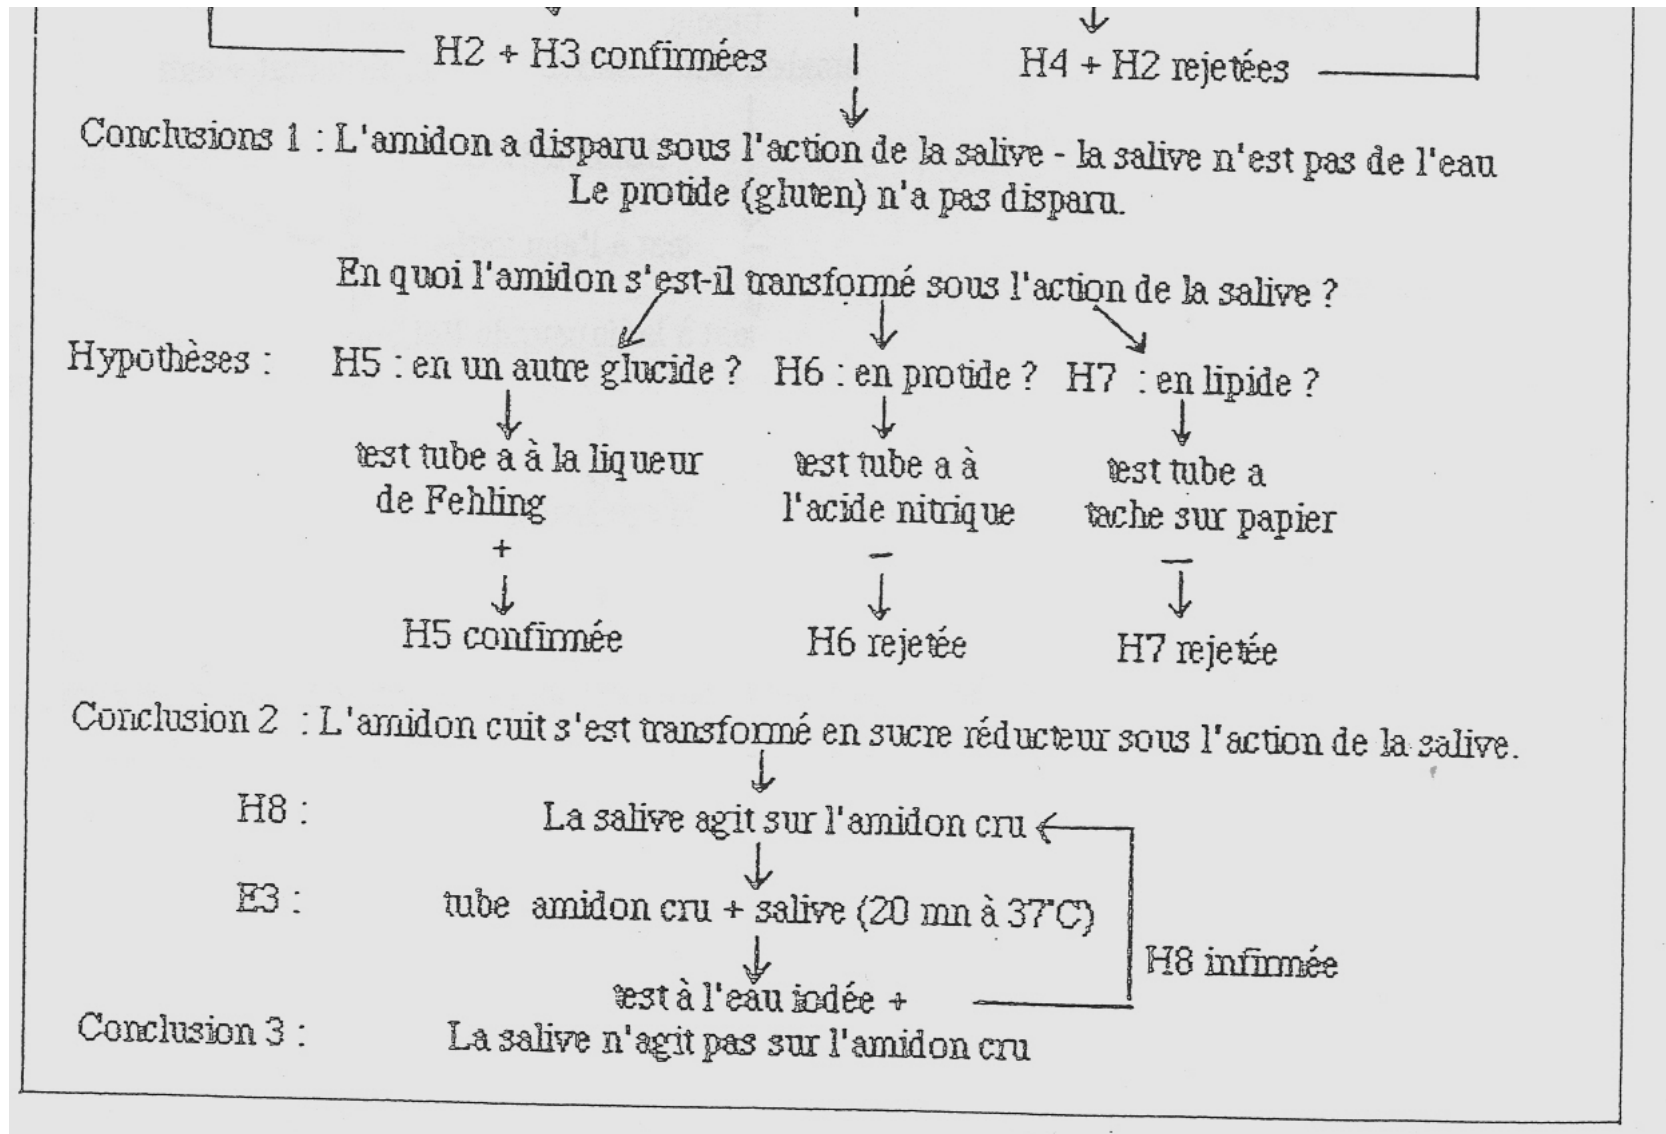 H2 + H3 confirmées
H4 + H2 rejetées
Conclusions 1 : L'amidon a disparu sous l'action de la salive - la salive n'est pas de l'eau
Le protide (gluten) n'a pas disparu.
En quoi l'amidon s'est-il transformé sous l'action de la salive ?
Hypothèses : H5 : en un autre glucide ? H6 : en protide ? H7 : en lipide ?
test tube a à la liqueur test tube a à test tube a
de Fehling l'acide nitrique tache sur papier
+ − −
H5 confirmée H6 rejetée H7 rejetée
Conclusion 2 : L'amidon cuit s'est transformé en sucre réducteur sous l'action de la salive.
H8 : La salive agit sur l'amidon cru
E3 : tube amidon cru + salive (20 mn à 37°C)
H8 infirmée
test à l'eau iodée +
Conclusion 3 : La salive n'agit pas sur l'amidon cru